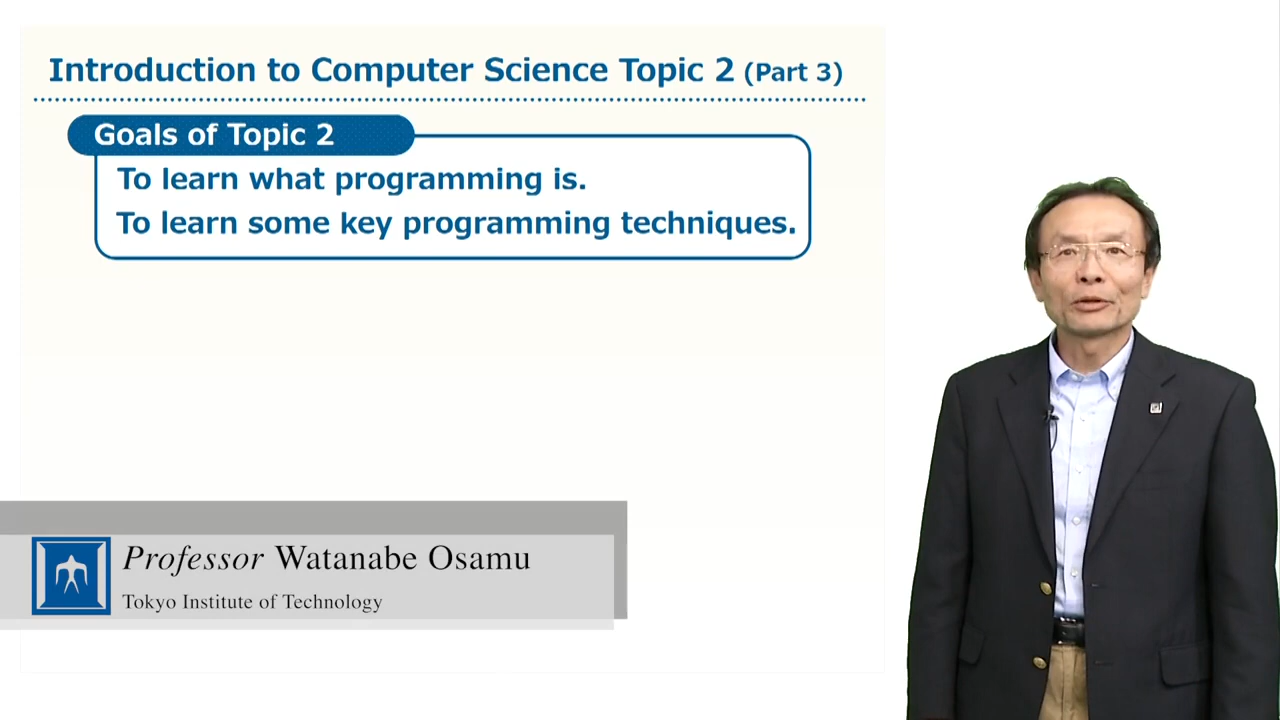 Introduction to Computer Science Topic 2 (Part 3)
Goals of Topic 2
To learn what programming is.
To learn some key programming techniques.
Professor Watanabe Osamu
Tokyo Institute of Technology